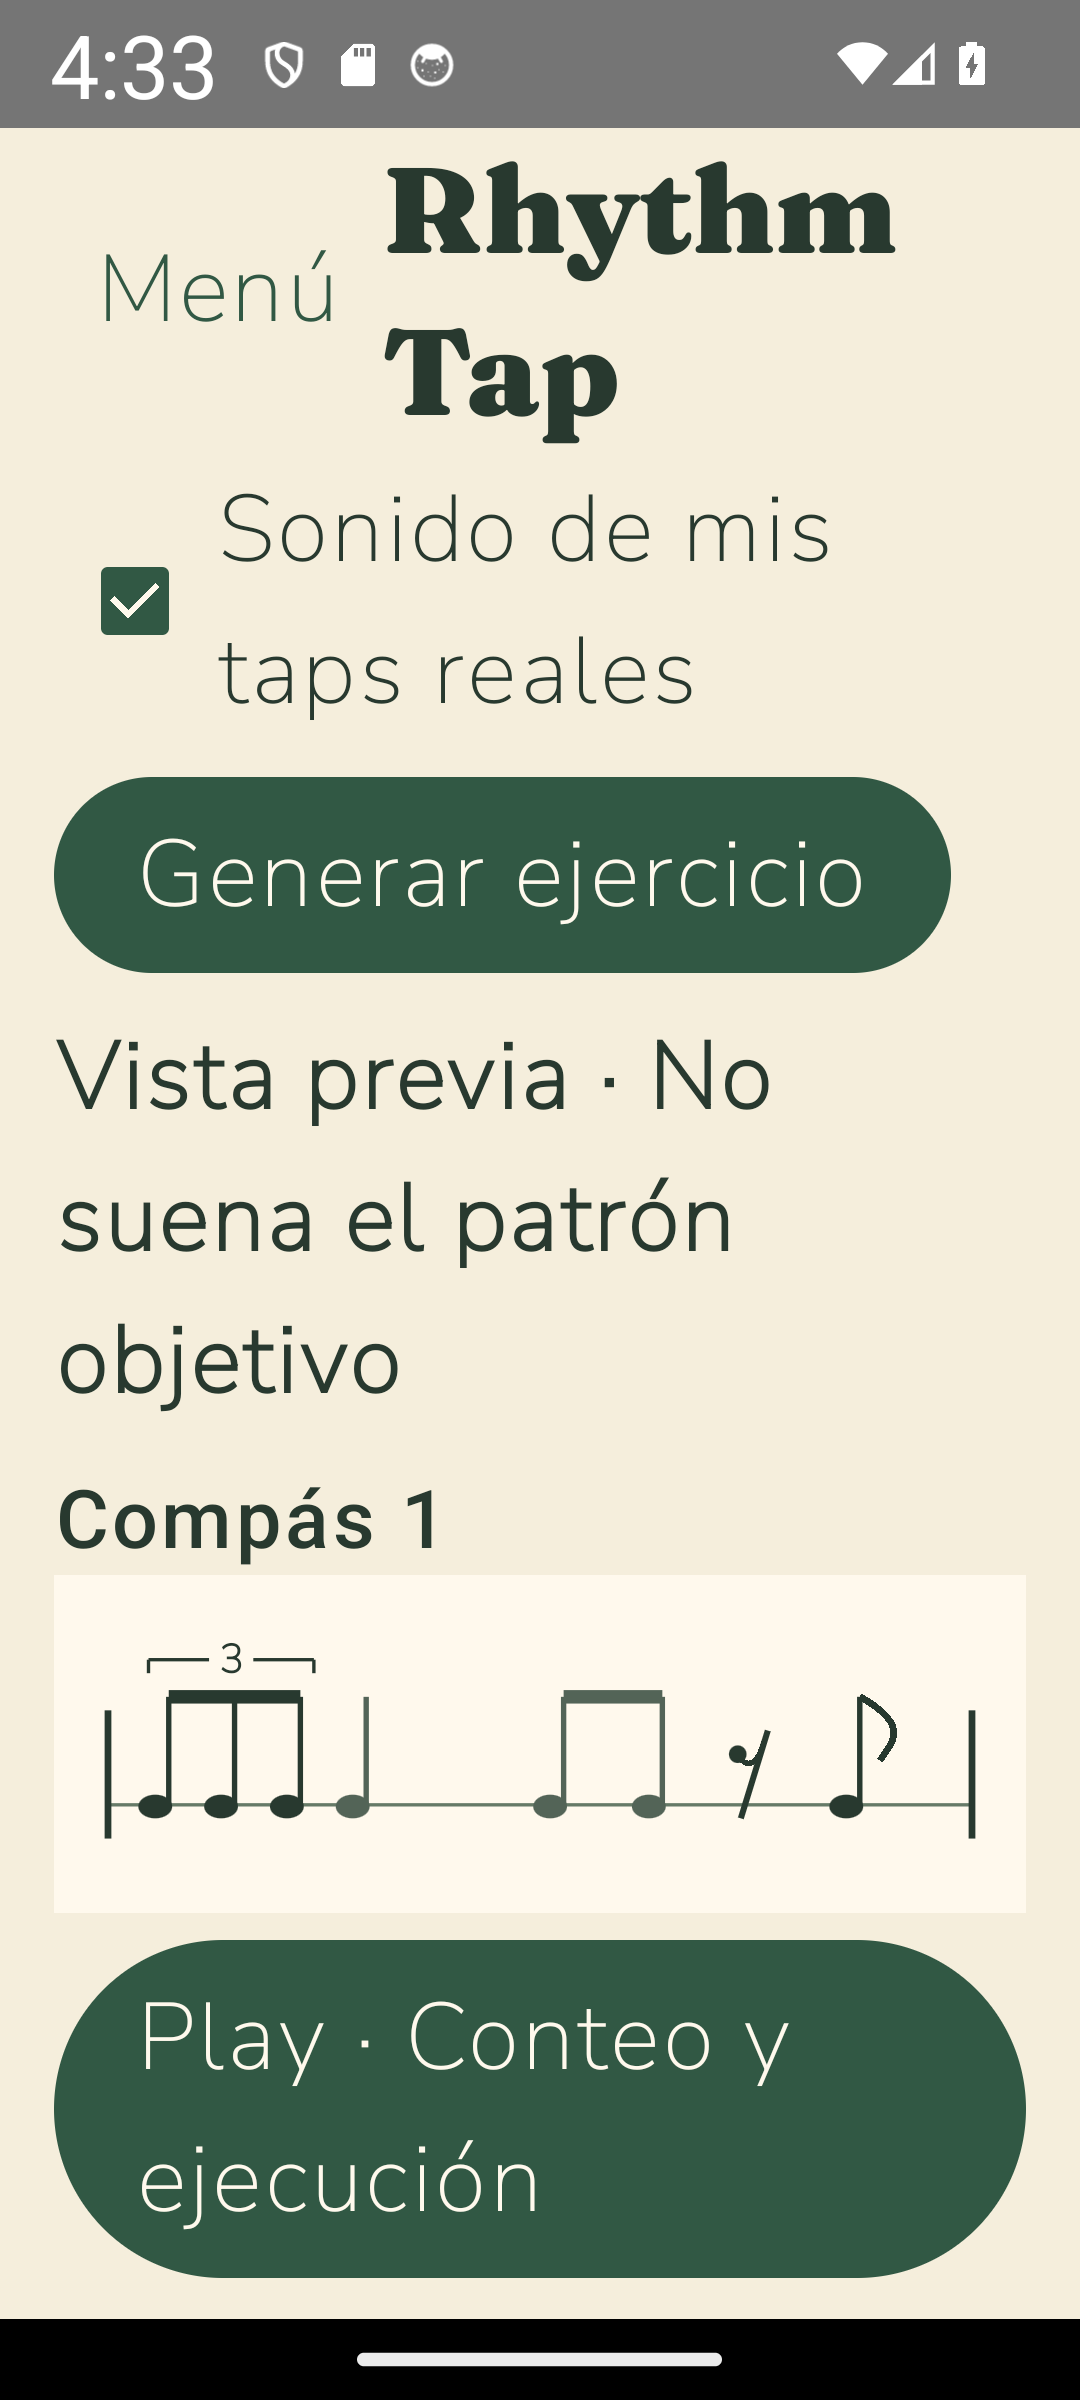 4:33
Menú
Rhythm
Tap
Sonido de mis
taps reales
Generar ejercicio
Vista previa · No
suena el patrón
objetivo
Compás 1
3
Play · Conteo y
ejecución